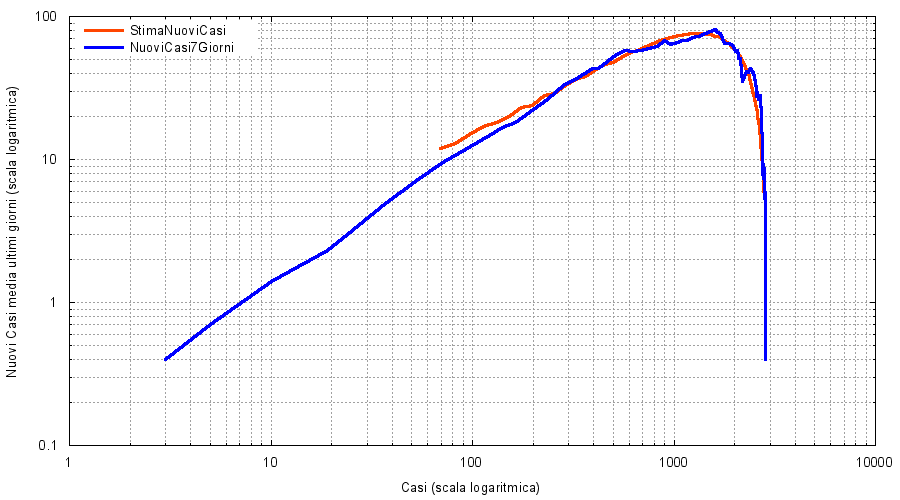 100
StimaNuoviCasi
NuoviCasi7Giorni
10
Nuovi Casi media ultimi giorni (scala logaritmica)
1
0.1
1 10 100 1000 10000
Casi (scala logaritmica)